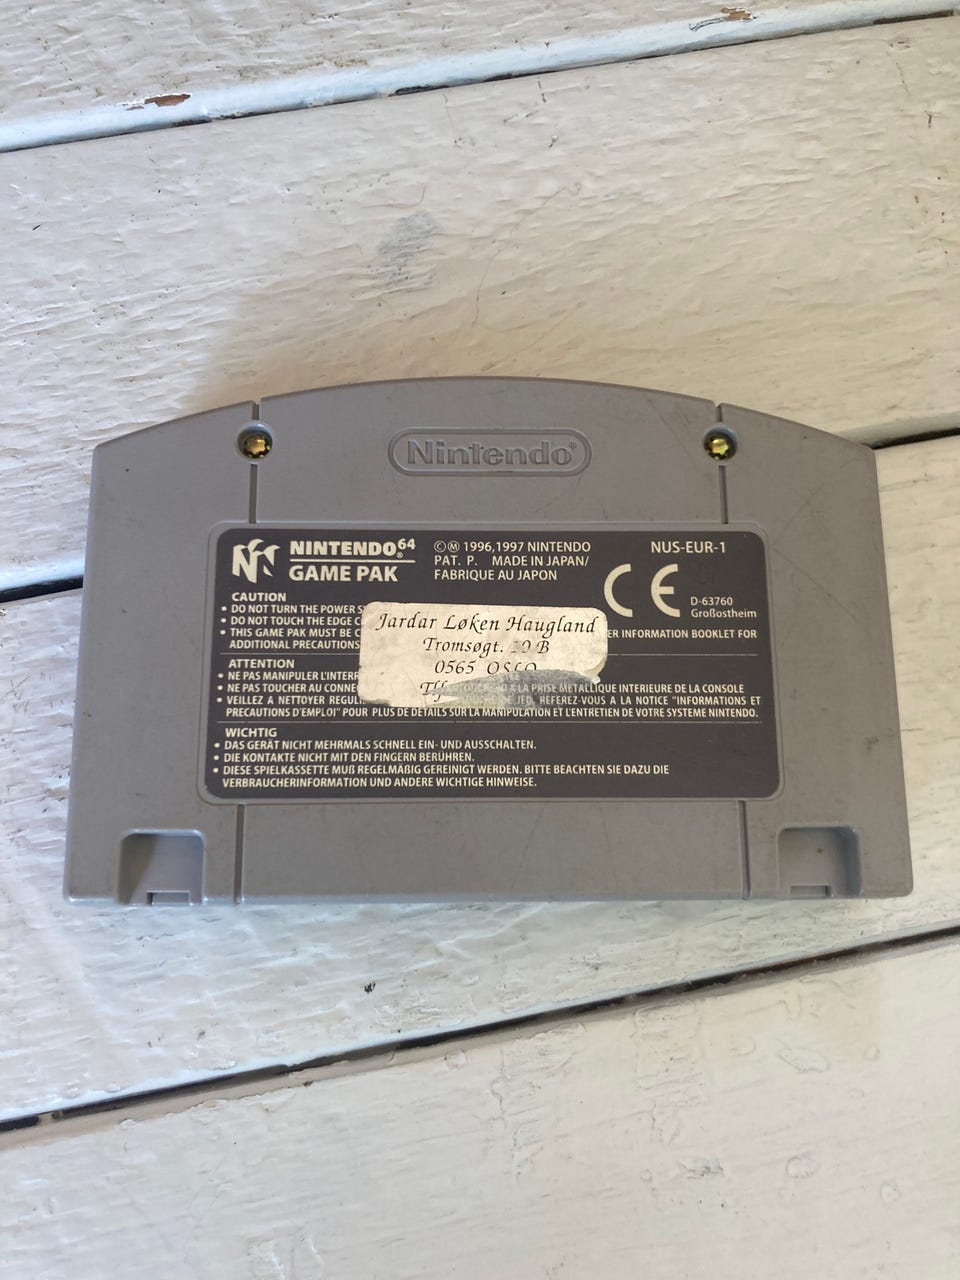 Nintendo®
NINTENDO®64
GAME PAK
©Ⓜ 1996,1997 NINTENDO
PAT. P. MADE IN JAPAN/
FABRIQUE AU JAPON
NUS-EUR-1
CE
D-63760
Großostheim
CAUTION
• DO NOT TURN THE POWER
• DO NOT TOUCH THE EDGE
• THIS GAME PAK MUST BE INFORMATION BOOKLET FOR
ADDITIONAL PRECAUTIONS
Jardar Løken Haugland
Tromsøgt. B
0565 OSLO
Tlf
ATTENTION
• NE PAS MANIPULER
• NE PAS TOUCHER AU A LA PRISE METALLIQUE INTERIEURE DE LA CONSOLE
• VEILLEZ A NETTOYER REFEREZ-VOUS A LA NOTICE "INFORMATIONS ET
PRECAUTIONS D'EMPLOI" POUR PLUS DE DETAILS SUR LA MANIPULATION ET L'ENTRETIEN DE VOTRE SYSTEME NINTENDO.
WICHTIG
• DAS GERÄT NICHT MEHRMALS SCHNELL EIN- UND AUSSCHALTEN.
• DIE KONTAKTE NICHT MIT DEN FINGERN BERÜHREN.
• DIESE SPIELKASSETTE MUß REGELMÄßIG GEREINIGT WERDEN. BITTE BEACHTEN SIE DAZU DIE
VERBRAUCHERINFORMATION UND ANDERE WICHTIGE HINWEISE.